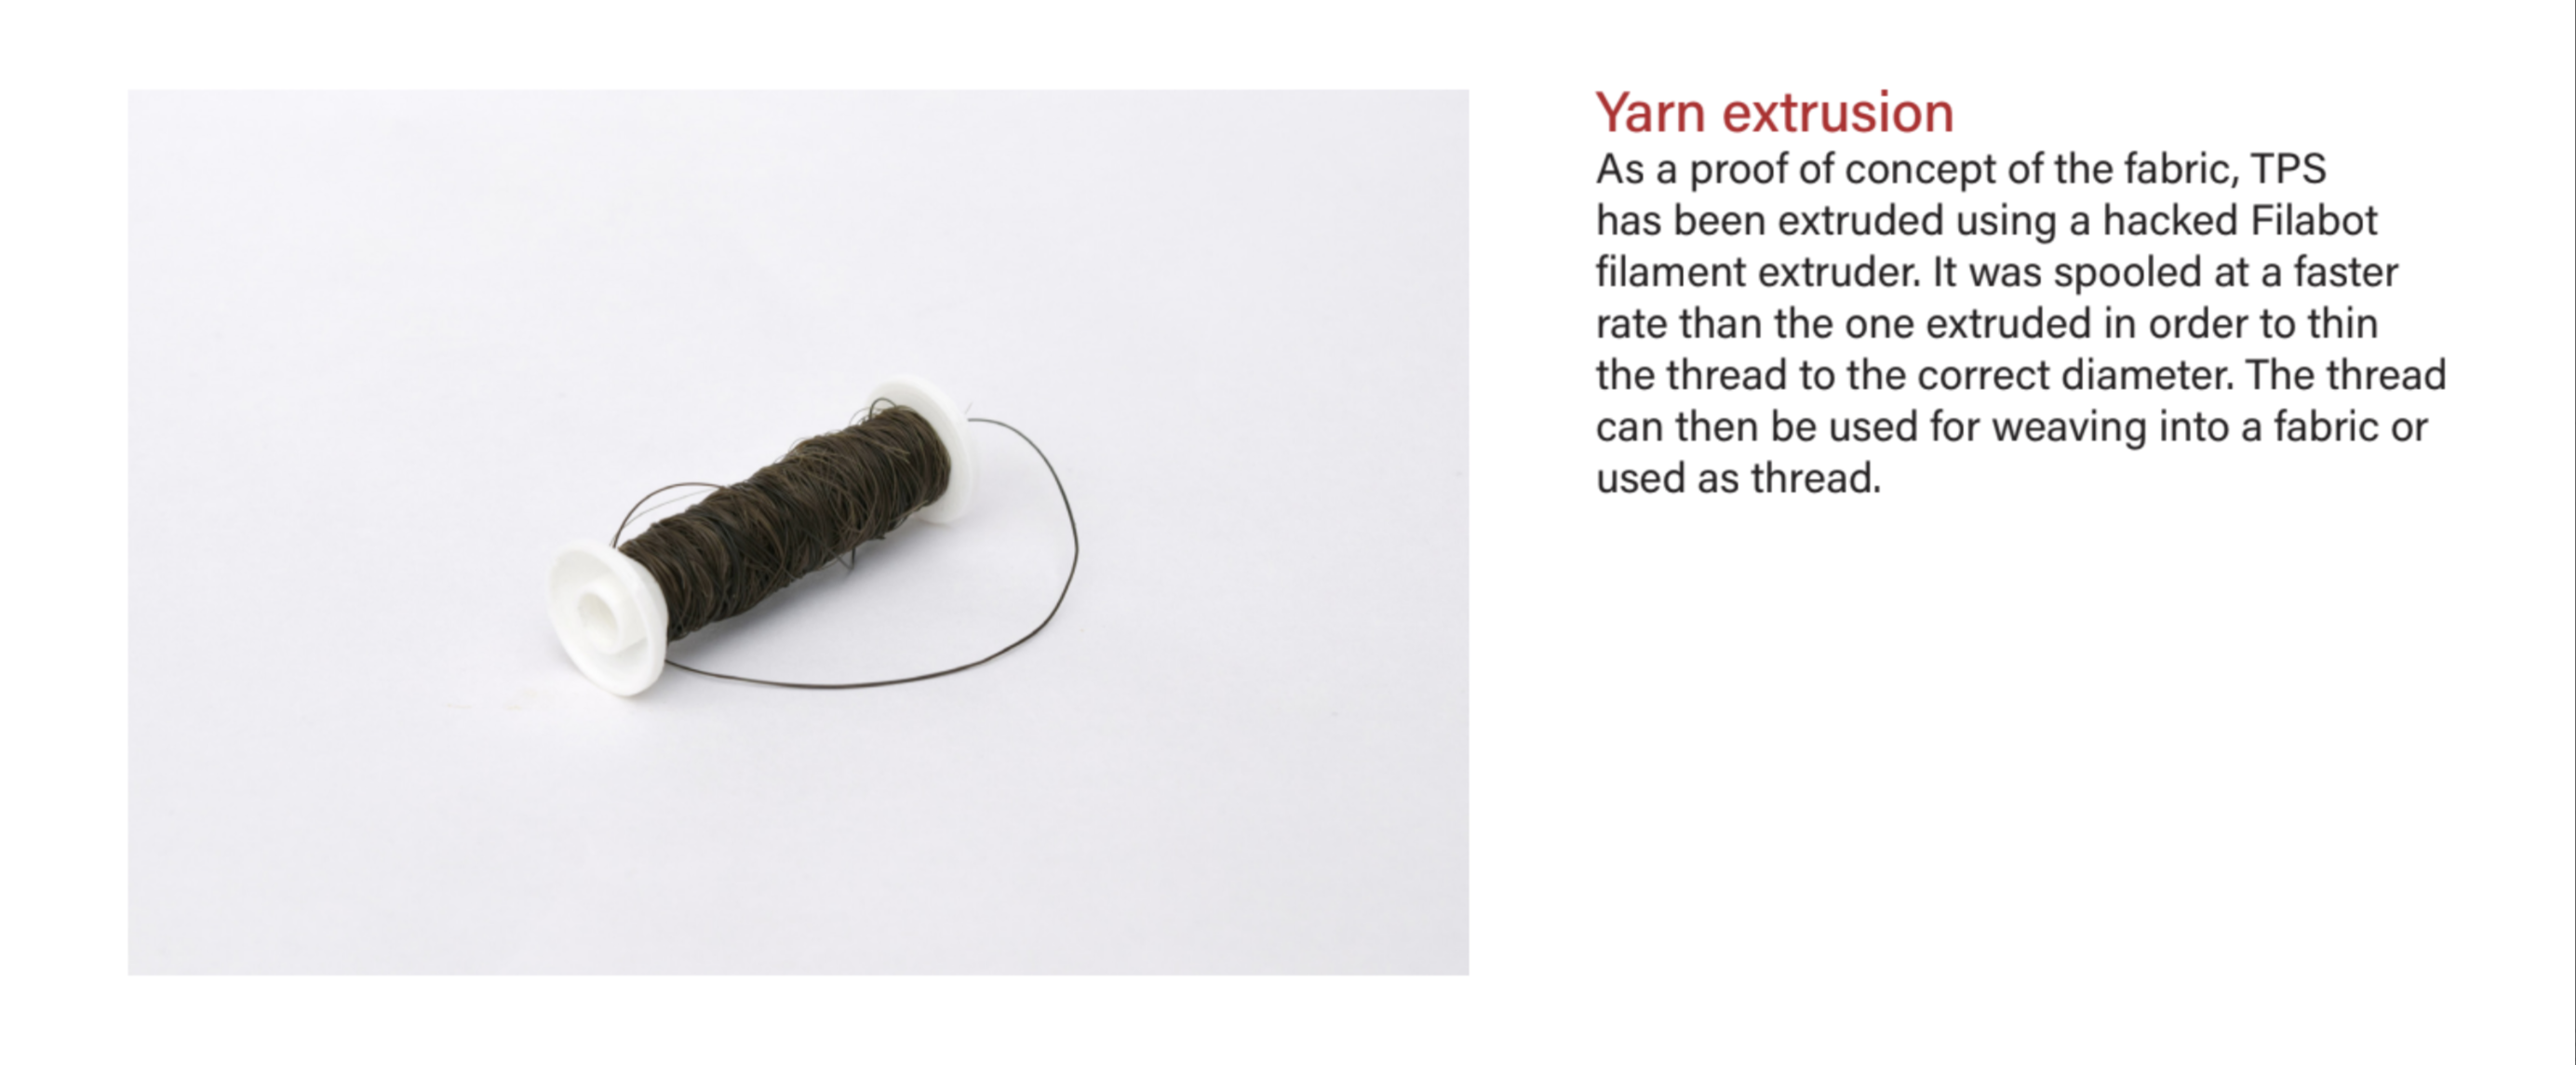 Yarn extrusion
As a proof of concept of the fabric, TPS
has been extruded using a hacked Filabot
filament extruder. It was spooled at a faster
rate than the one extruded in order to thin
the thread to the correct diameter. The thread
can then be used for weaving into a fabric or
used as thread.